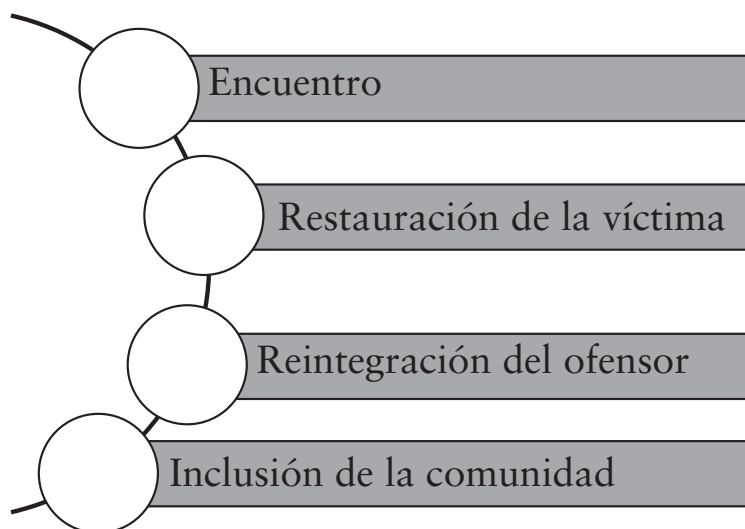 Encuentro
Restauración de la víctima
Reintegración del ofensor
Inclusión de la comunidad